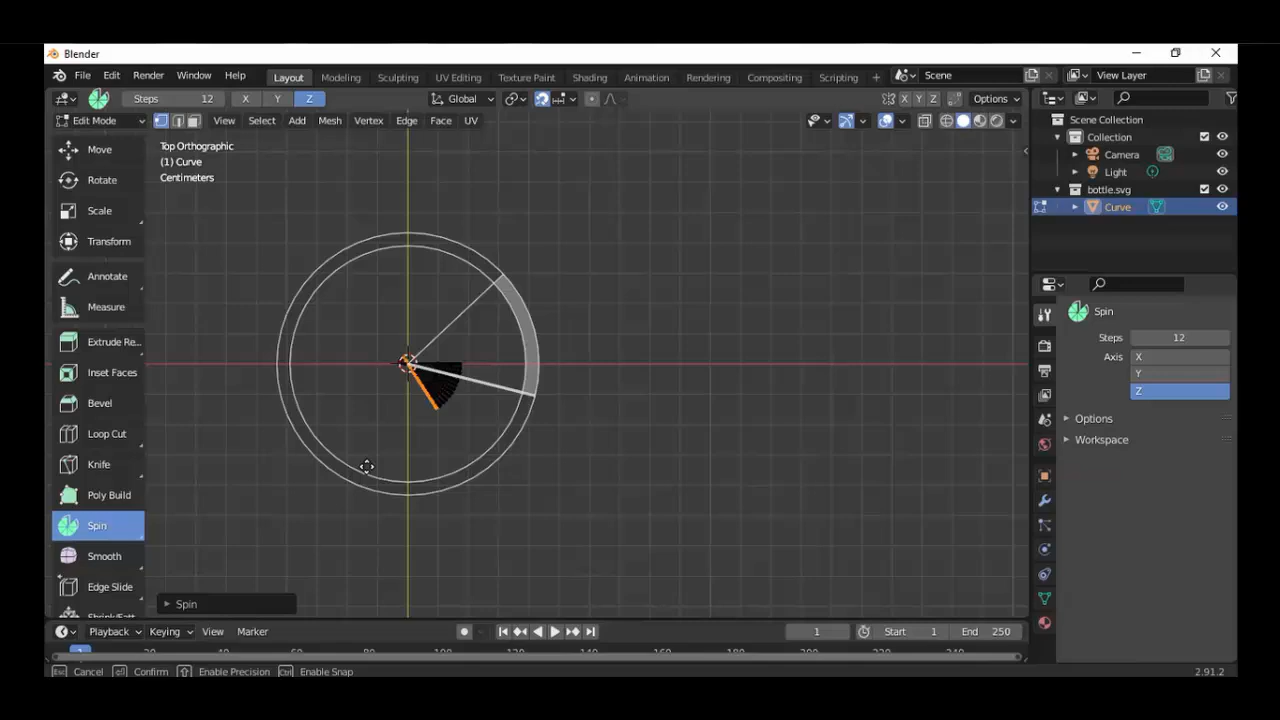 Blender
File Edit Render Window Help Layout Modeling Sculpting UV Editing Texture Paint Shading Animation Rendering Compositing Scripting + Scene View Layer
Steps 12 X Y Z Global X Y Z Options
Edit Mode View Select Add Mesh Vertex Edge Face UV
Top Orthographic
(1) Curve
Centimeters
Move
Rotate
Scale
Transform
Annotate
Measure
Extrude Re...
Inset Faces
Bevel
Loop Cut
Knife
Poly Build
Spin
Smooth
Edge Slide
Spin
Scene Collection
Collection
Camera
Light
bottle.svg
Curve
Spin
Steps 12
Axis X
Y
Z
Options
Workspace
Playback Keying View Marker 1 Start 1 End 250
Esc Cancel Confirm Enable Precision Ctrl Enable Snap 2.91.2